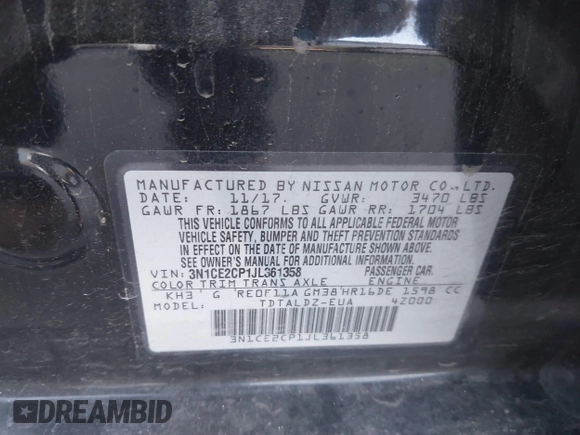 MANUFACTURED BY NISSAN MOTOR CO.,LTD.
DATE: 11/17. GVWR: 3470 LBS
GAWR FR: 1867 LBS GAWR RR: 1704 LBS
THIS VEHICLE CONFORMS TO ALL APPLICABLE FEDERAL MOTOR
VEHICLE SAFETY, BUMPER AND THEFT PREVENTION STANDARDS
IN EFFECT ON THE DATE OF MANUFACTURE SHOWN ABOVE.
SEE OWNER'S MANUAL FOR ADDITIONAL INFORMATION.
VIN: 3N1CE2CP1JL361358 PASSENGER CAR.
COLOR TRIM TRANS AXLE ENGINE
KH3 G RE0F11A GM38 HR16DE 1598 CC
MODEL: TDTALDZ-EUA 42000
3N1CE2CP1JL361358
DREAMBID